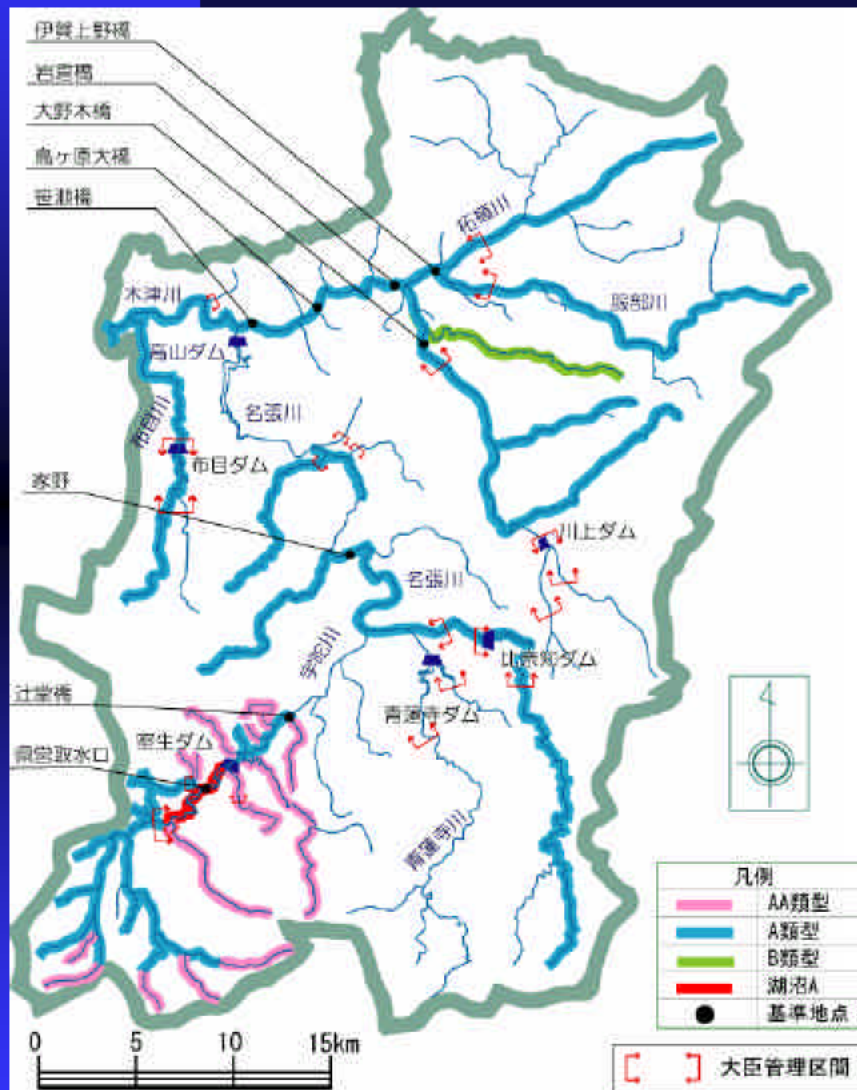 伊賀上野橋
岩倉橋
大野木橋
島ヶ原大橋
笹瀬橋
柘植川
木津川
服部川
高山ダム
名張川
布目川
布目ダム
家野
川上ダム
名張川
宇陀川
比奈知ダム
辻堂橋
青蓮寺ダム
室生ダム
県営取水口
青蓮寺川
凡例
AA類型
A類型
B類型
湖沼A
基準地点
0 5 10 15km
大臣管理区間